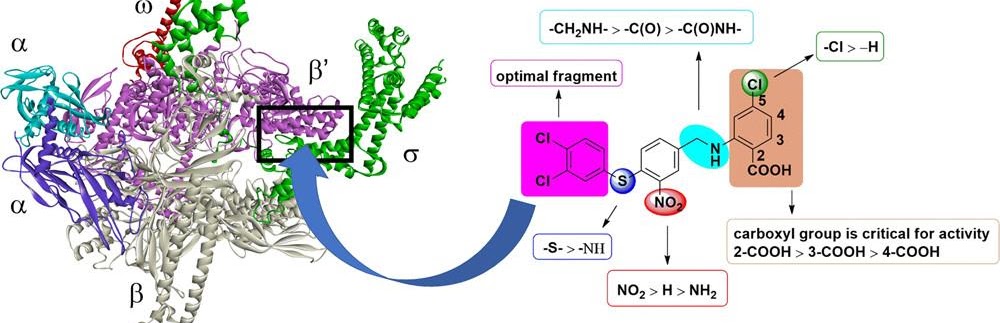 ω
α
β'
α
σ
β
-CH₂NH- > -C(O) > -C(O)NH-
optimal fragment
-Cl > –H
Cl
5
4
3
2
Cl
Cl
S
N
H
COOH
NO₂
-S- > -NH
carboxyl group is critical for activity
2-COOH > 3-COOH > 4-COOH
NO₂ > H > NH₂